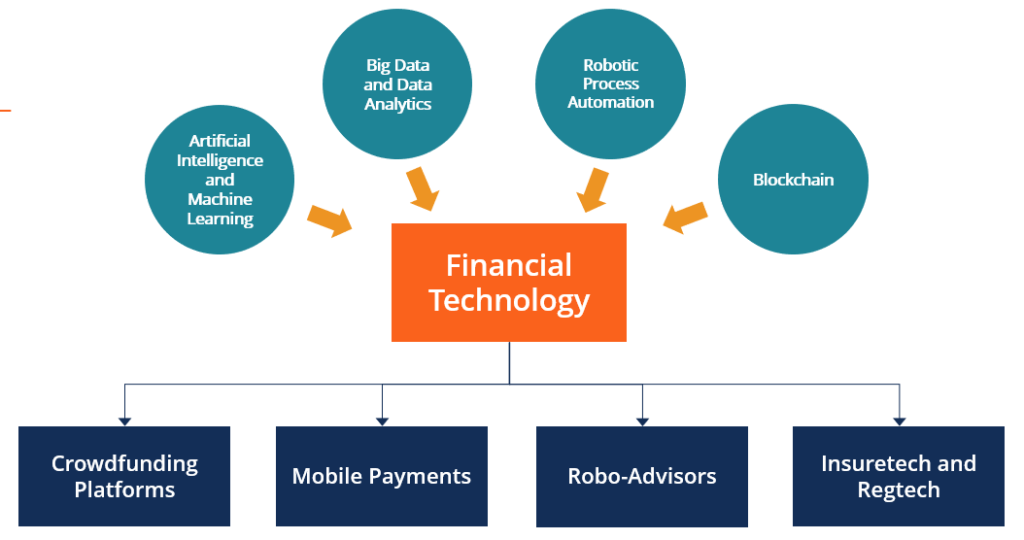 Big Data
and Data
Analytics
Robotic
Process
Automation
Artificial
Intelligence
and
Machine
Learning
Blockchain
Financial
Technology
Crowdfunding
Platforms
Mobile Payments
Robo-Advisors
Insuretech and
Regtech